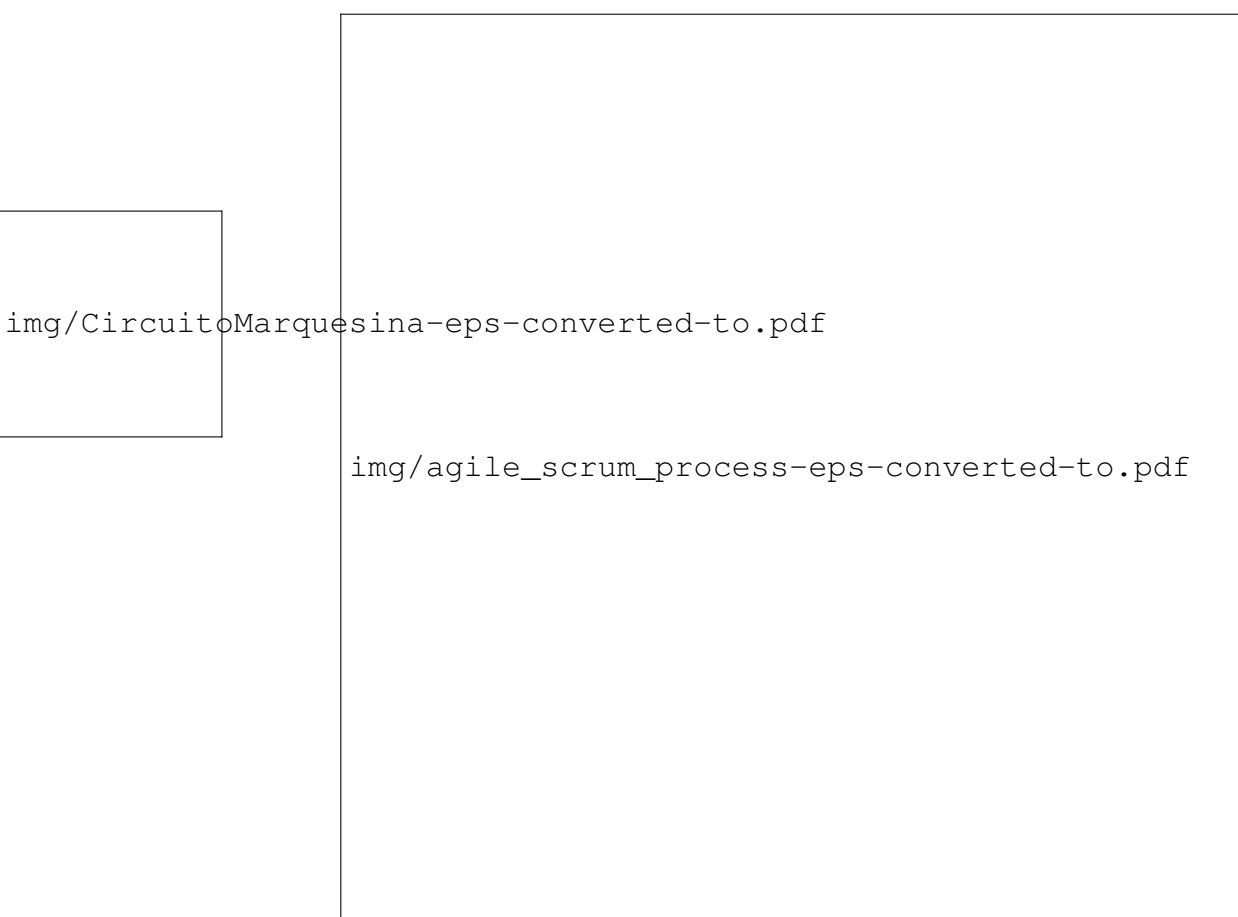 img/CircuitoMarquesina-eps-converted-to.pdf
img/agile_scrum_process-eps-converted-to.pdf